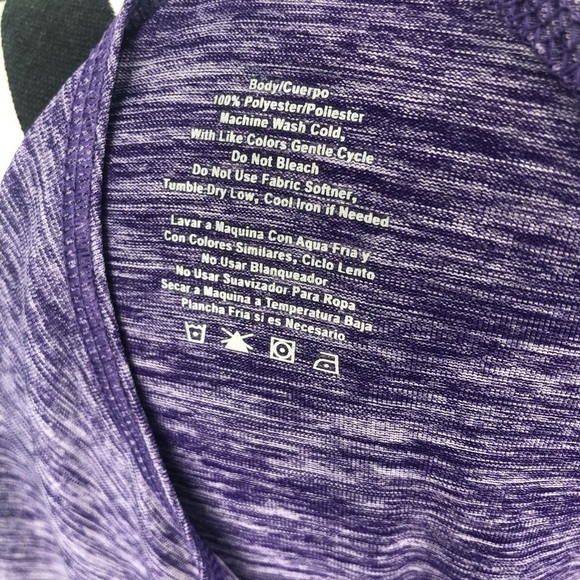 Body/Cuerpo
100% Polyester/Poliester
Machine Wash Cold,
With Like Colors Gentle Cycle
Do Not Bleach
Do Not Use Fabric Softner,
Tumble Dry Low, Cool Iron if Needed
Lavar a Maquina Con Aqua Fria y
Con Colores Similares, Ciclo Lento
No Usar Blanqueador
No Usar Suavizador Para Ropa
Secar a Maquina a Temperatura Baja
Plancha Fria si es Necesario